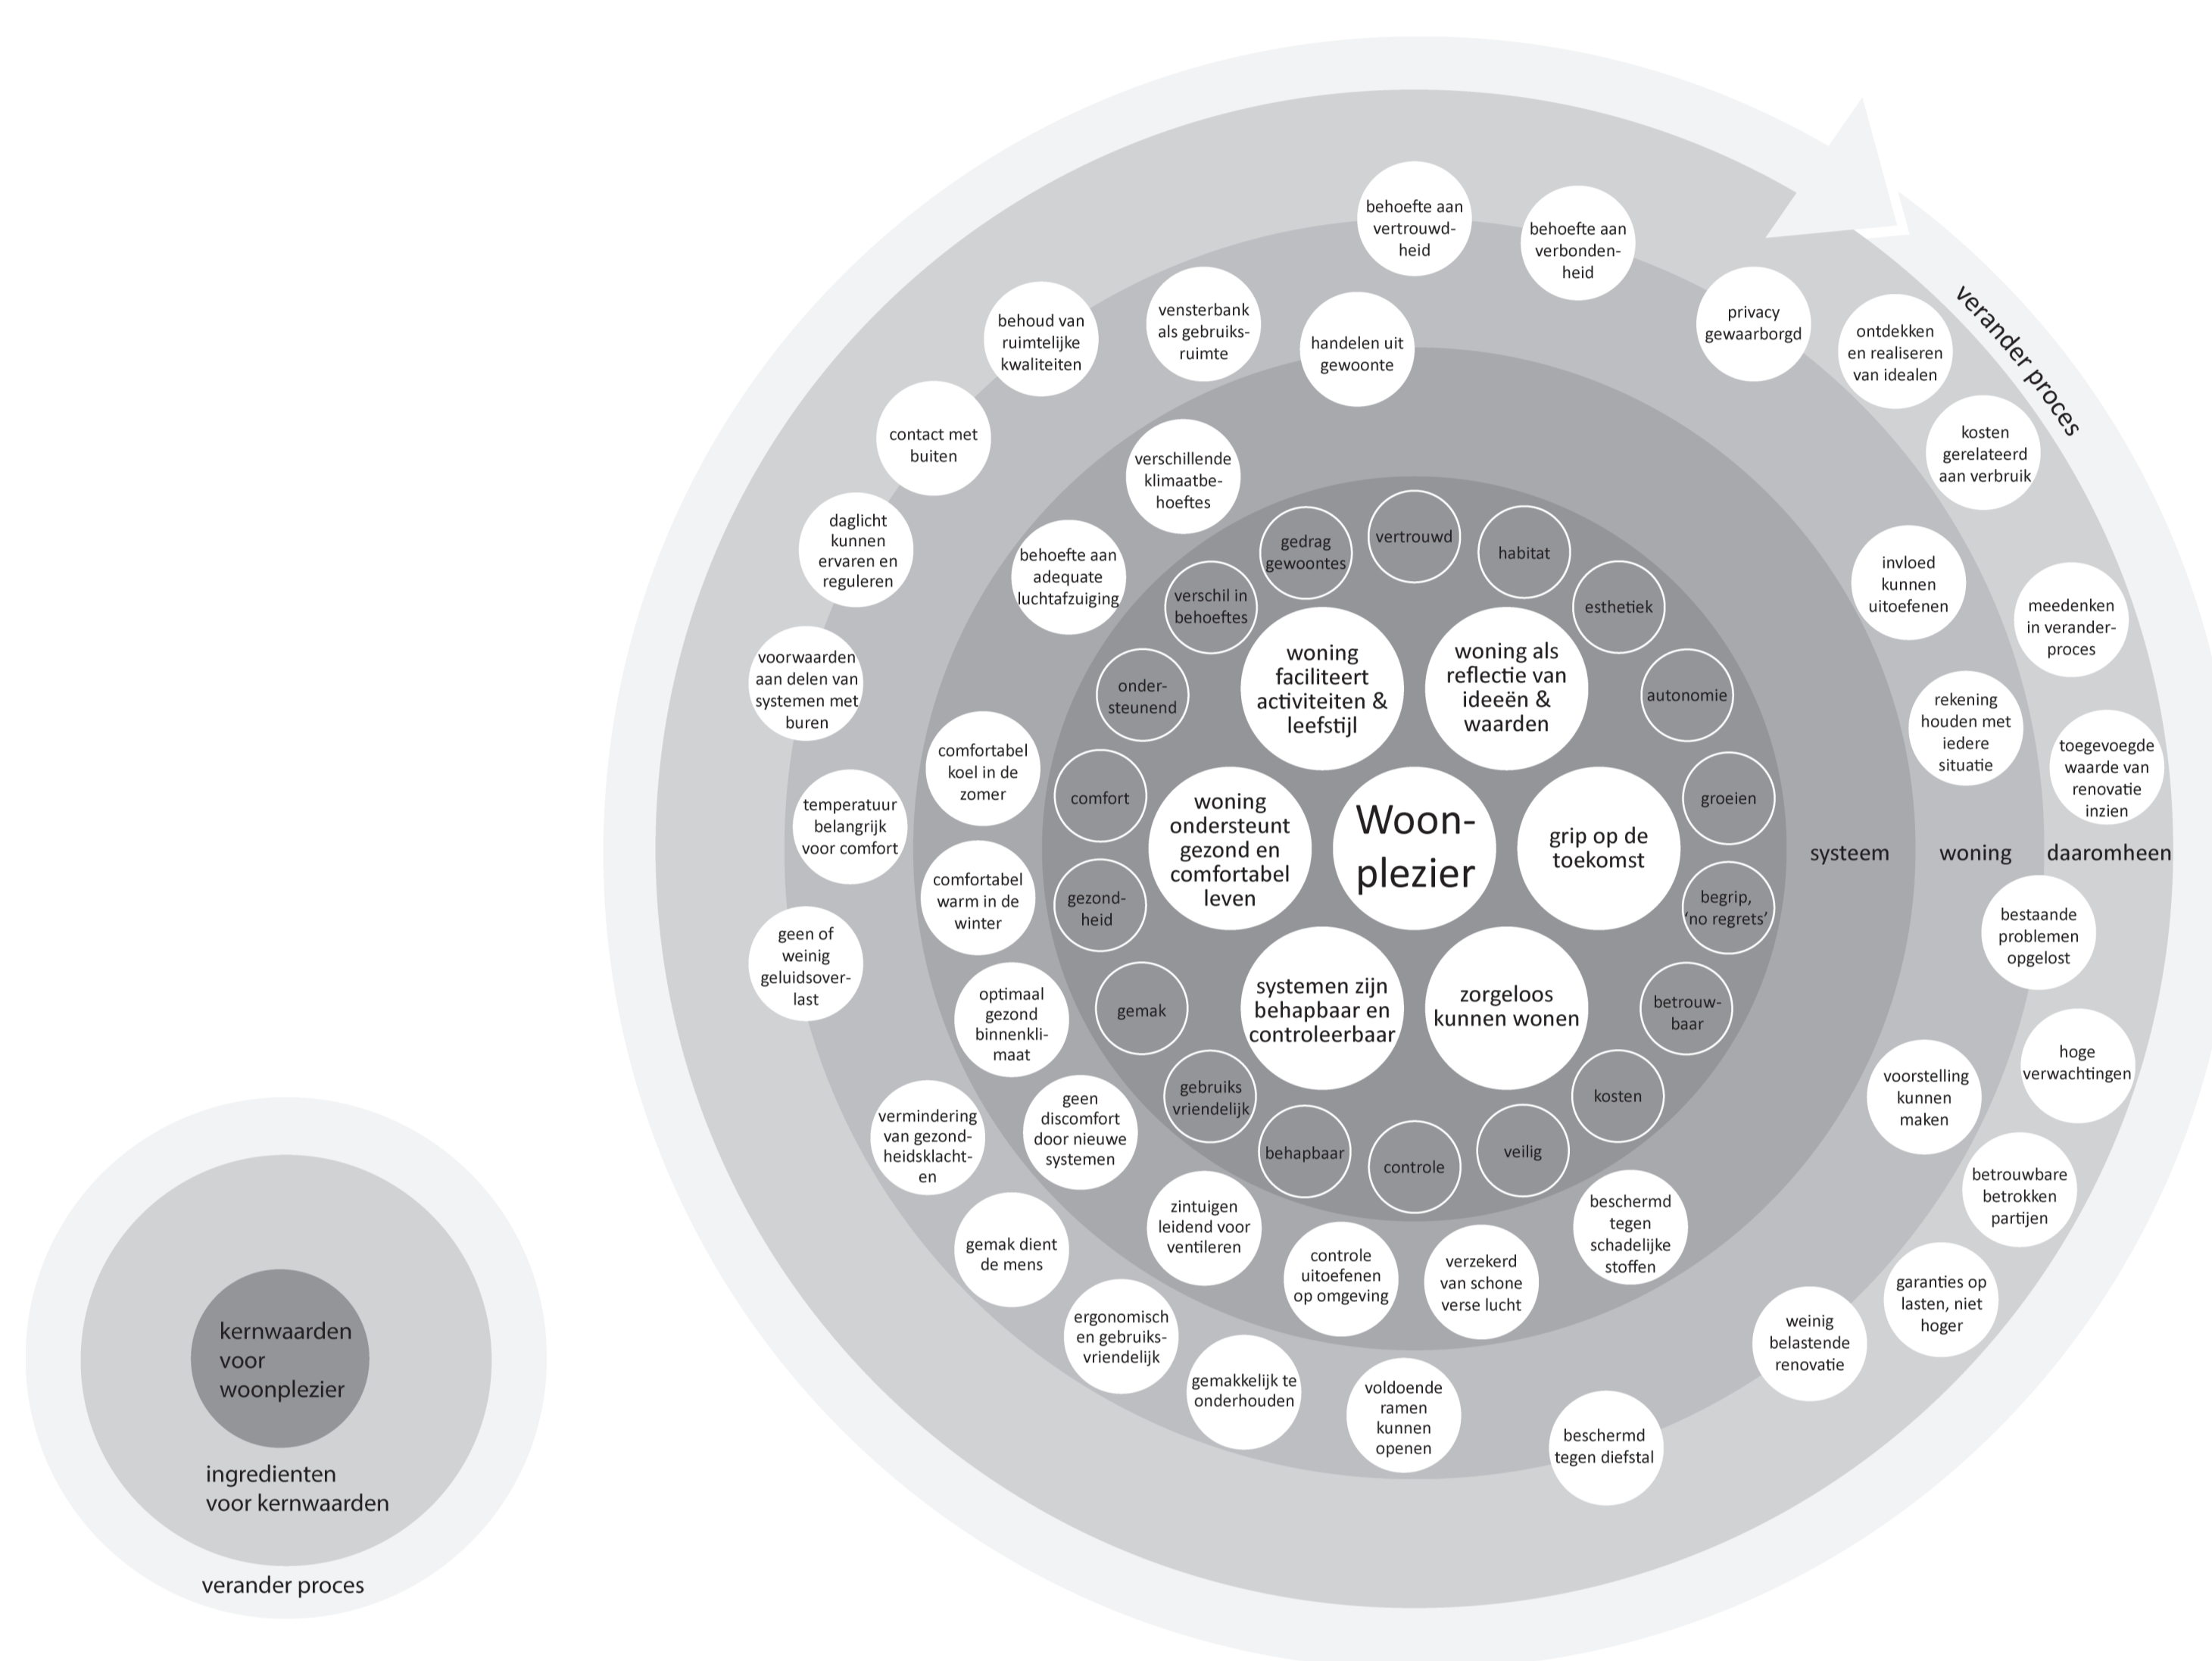 behoefte aan
vertrouwd-
heid
behoefte aan
verbonden-
heid
privacy
gewaarborgd
ontdekken
en realiseren
van idealen
verander proces
kosten
gerelateerd
aan verbruik
behoud van
ruimtelijke
kwaliteiten
vensterbank
als gebruiks-
ruimte
handelen uit
gewoonte
contact met
buiten
verschillende
klimaatbe-
hoeftes
daglicht
kunnen
ervaren en
reguleren
behoefte aan
adequate
luchtafzuiging
invloed
kunnen
uitoefenen
meedenken
in verander-
proces
voorwaarden
aan delen van
systemen met
buren
rekening
houden met
iedere
situatie
toegevoegde
waarde van
renovatie
inzien
comfortabel
koel in de
zomer
temperatuur
belangrijk
voor comfort
comfortabel
warm in de
winter
geen of
weinig
geluidsover-
last
gedrag
gewoontes
vertrouwd
habitat
esthetiek
autonomie
groeien
begrip,
‘no regrets’
betrouw-
baar
kosten
veilig
controle
behapbaar
gebruiks
vriendelijk
gemak
gezond-
heid
comfort
onder-
steunend
verschil in
behoeftes
woning
faciliteert
activiteiten &
leefstijl
woning als
reflectie van
ideeën &
waarden
woning
ondersteunt
gezond en
comfortabel
leven
Woon-
plezier
grip op de
toekomst
systemen zijn
behapbaar en
controleerbaar
zorgeloos
kunnen wonen
systeem
woning
daaromheen
bestaande
problemen
opgelost
hoge
verwachtingen
voorstelling
kunnen
maken
betrouwbare
betrokken
partijen
garanties op
lasten, niet
hoger
weinig
belastende
renovatie
optimaal
gezond
binnenkli-
maat
vermindering
van gezond-
heidsklacht-
en
geen
discomfort
door nieuwe
systemen
gemak dient
de mens
zintuigen
leidend voor
ventileren
controle
uitoefenen
op omgeving
verzekerd
van schone
verse lucht
beschermd
tegen
schadelijke
stoffen
ergonomisch
en gebruiks-
vriendelijk
gemakkelijk te
onderhouden
voldoende
ramen
kunnen
openen
beschermd
tegen diefstal
kernwaarden
voor
woonplezier
ingredienten
voor kernwaarden
verander proces